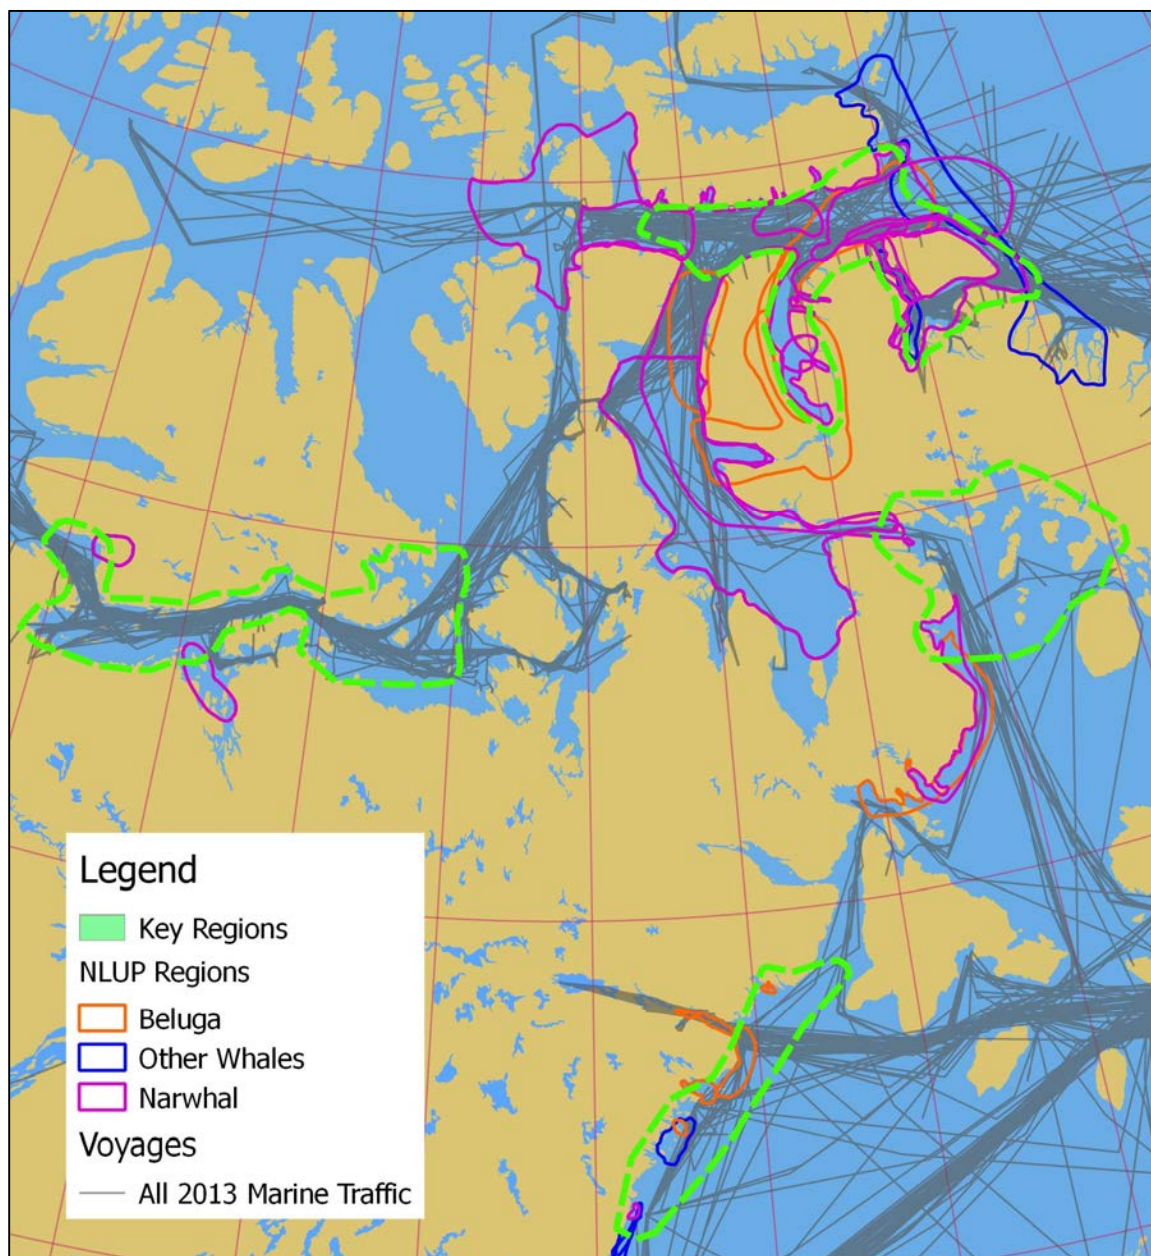 Legend
Key Regions
NLUP Regions
Beluga
Other Whales
Narwhal
Voyages
All 2013 Marine Traffic